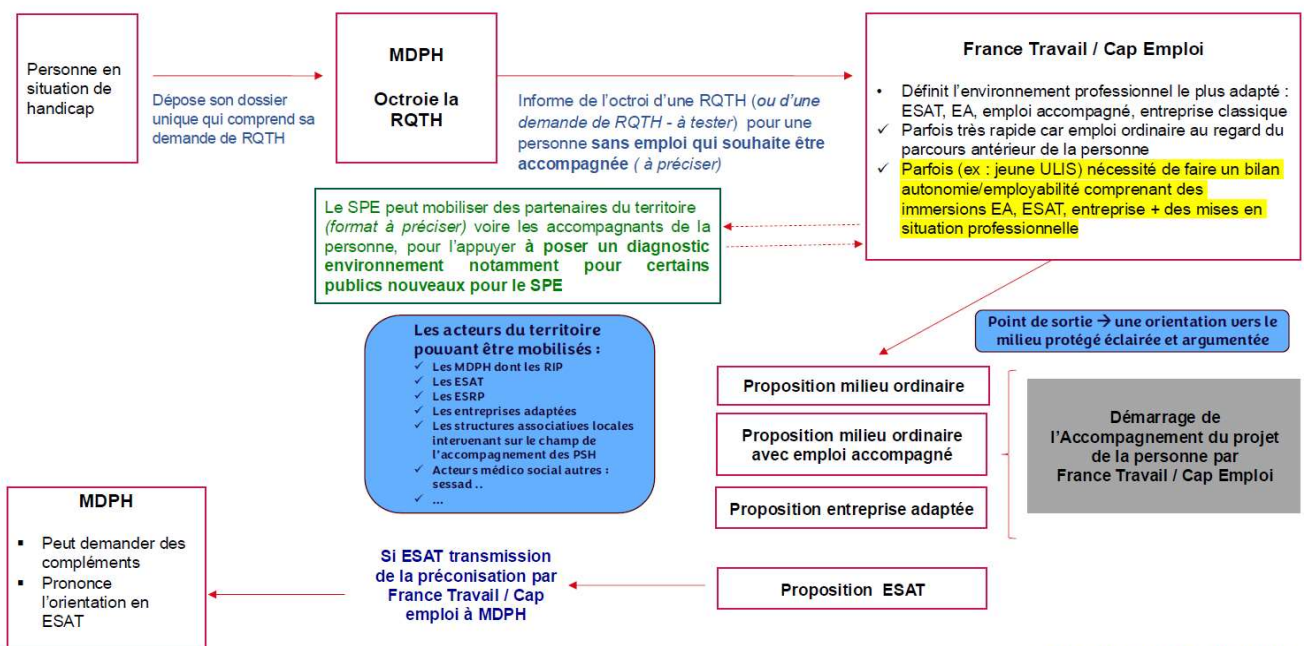 Personne en
situation de
handicap
Dépose son dossier
unique qui comprend sa
demande de RQTH
MDPH
Octroie la
RQTH
Informe de l'octroi d'une RQTH (ou d'une
demande de RQTH - à tester) pour une
personne sans emploi qui souhaite être
accompagnée ( à préciser)
France Travail / Cap Emploi
• Définit l'environnement professionnel le plus adapté :
ESAT, EA, emploi accompagné, entreprise classique
✓ Parfois très rapide car emploi ordinaire au regard du
parcours antérieur de la personne
✓ Parfois (ex : jeune ULIS) nécessité de faire un bilan
autonomie/employabilité comprenant des
immersions EA, ESAT, entreprise + des mises en
situation professionnelle
Le SPE peut mobiliser des partenaires du territoire
(format à préciser) voire les accompagnants de la
personne, pour l'appuyer à poser un diagnostic
environnement notamment pour certains
publics nouveaux pour le SPE
Les acteurs du territoire
pouvant être mobilisés :
✓ Les MDPH dont les RIP
✓ Les ESAT
✓ Les ESRP
✓ Les entreprises adaptées
✓ Les structures associatives locales
intervenant sur le champ de
l'accompagnement des PSH
✓ Acteurs médico social autres :
sessad ..
✓ ...
Point de sortie → une orientation vers le
milieu protégé éclairée et argumentée
Proposition milieu ordinaire
Proposition milieu ordinaire
avec emploi accompagné
Proposition entreprise adaptée
Démarrage de
l'Accompagnement du projet
de la personne par
France Travail / Cap Emploi
Proposition ESAT
Si ESAT transmission
de la préconisation par
France Travail / Cap
emploi à MDPH
MDPH
▪ Peut demander des
compléments
▪ Prononce
l'orientation en
ESAT